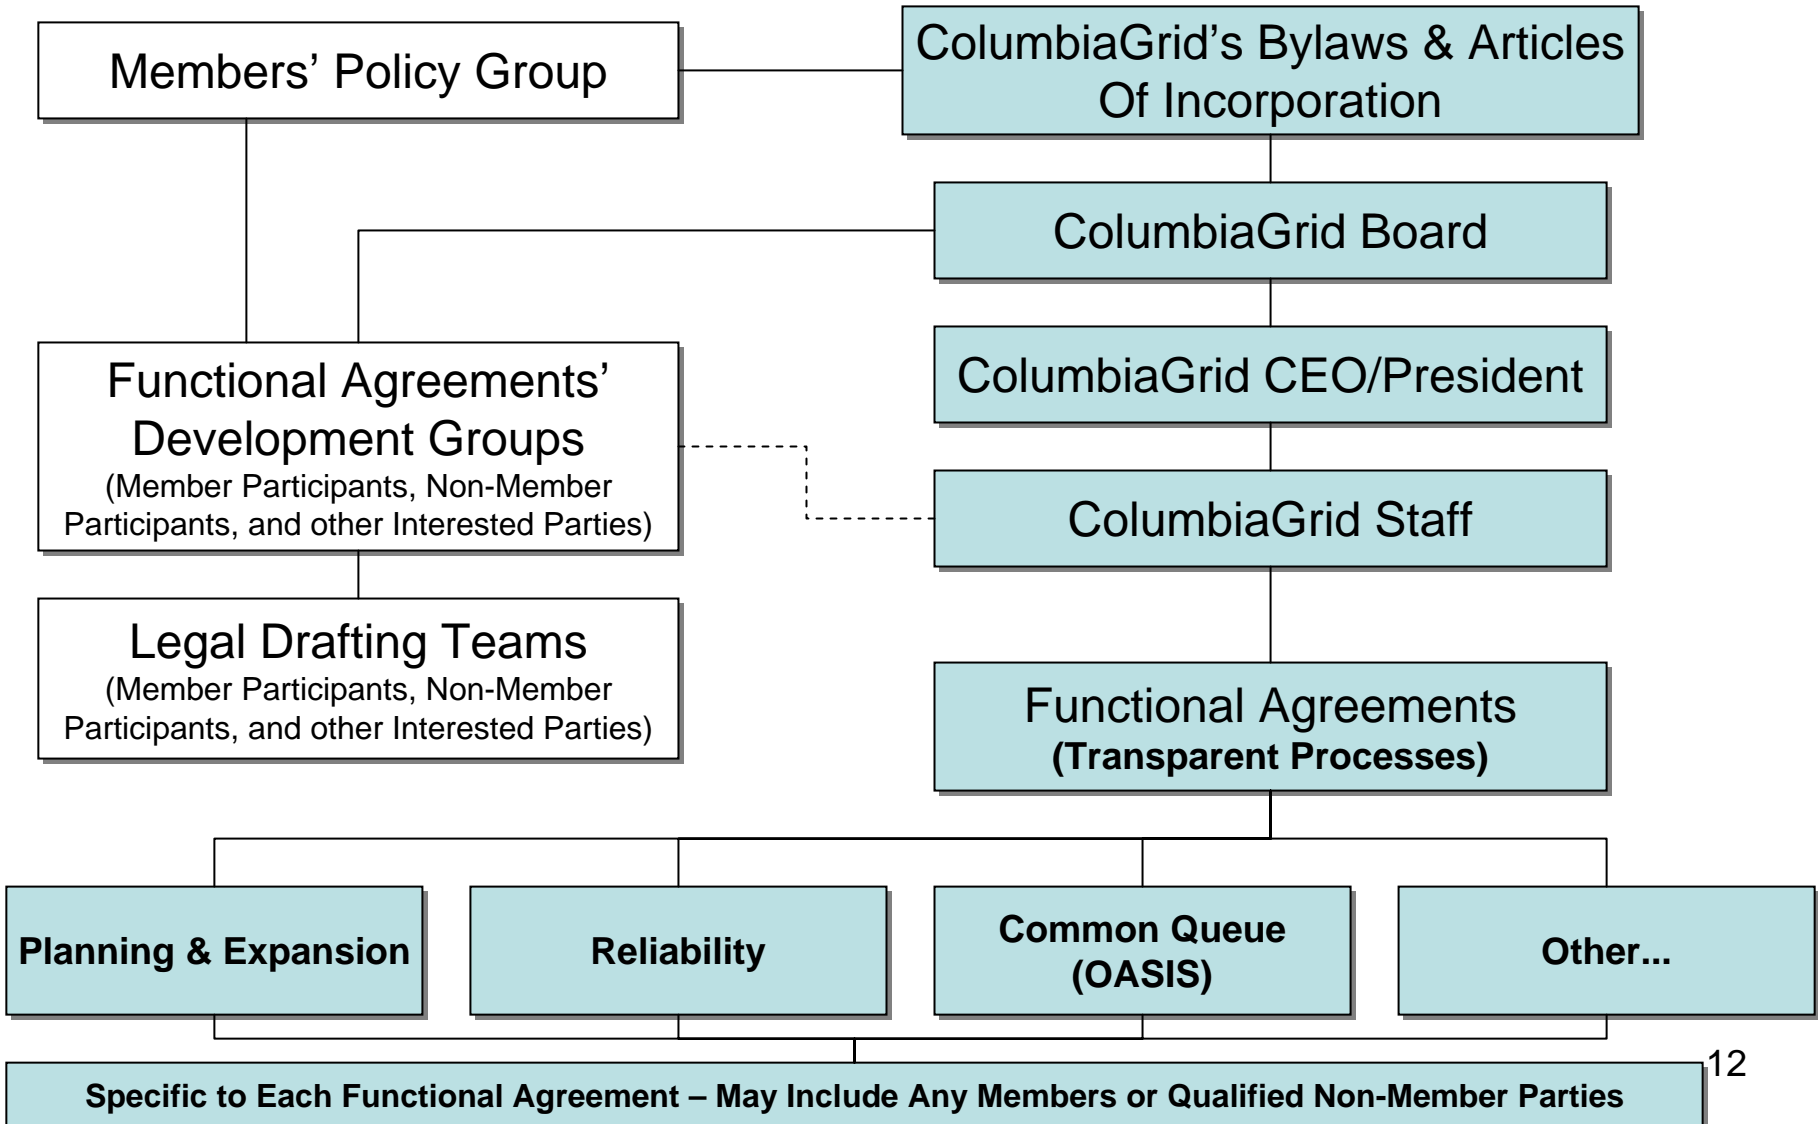 Members’ Policy Group
ColumbiaGrid’s Bylaws & Articles
Of Incorporation
ColumbiaGrid Board
Functional Agreements’
Development Groups
(Member Participants, Non-Member
Participants, and other Interested Parties)
ColumbiaGrid CEO/President
ColumbiaGrid Staff
Legal Drafting Teams
(Member Participants, Non-Member
Participants, and other Interested Parties)
Functional Agreements
(Transparent Processes)
Planning & Expansion
Reliability
Common Queue
(OASIS)
Other...
Specific to Each Functional Agreement – May Include Any Members or Qualified Non-Member Parties
12